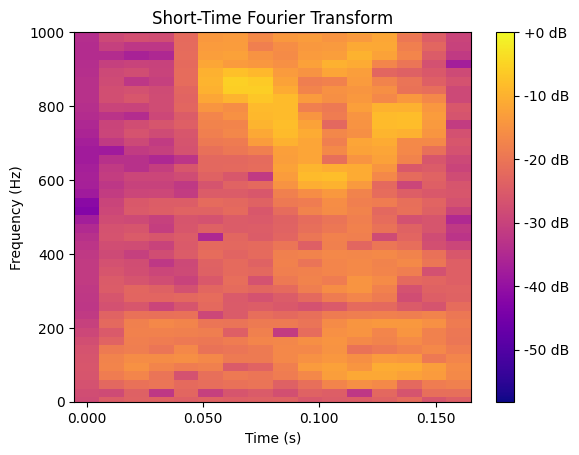 Short-Time Fourier Transform
1000
800
600
400
200
0
Frequency (Hz)
0.000
0.050
0.100
0.150
Time (s)
+0 dB
-10 dB
-20 dB
-30 dB
-40 dB
-50 dB